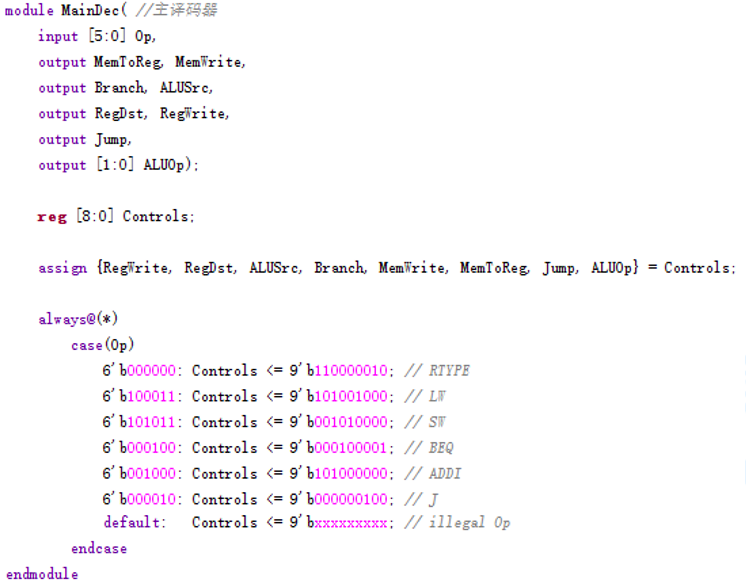 module MainDec( //主译码器
    input [5:0] Op,
    output MemToReg, MemWrite,
    output Branch, ALUSrc,
    output RegDst, RegWrite,
    output Jump,
    output [1:0] ALUOp);
    reg [8:0] Controls;
    assign {RegWrite, RegDst, ALUSrc, Branch, MemWrite, MemToReg, Jump, ALUOp} = Controls;
    always@(*)
        case(Op)
            6'b000000: Controls <= 9'b110000010; // RTYPE
            6'b100011: Controls <= 9'b101001000; // LW
            6'b101011: Controls <= 9'b001010000; // SW
            6'b000100: Controls <= 9'b000100001; // BEQ
            6'b001000: Controls <= 9'b101000000; // ADDI
            6'b000010: Controls <= 9'b000000100; // J
            default:   Controls <= 9'bxxxxxxxxx; // illegal Op
        endcase
endmodule